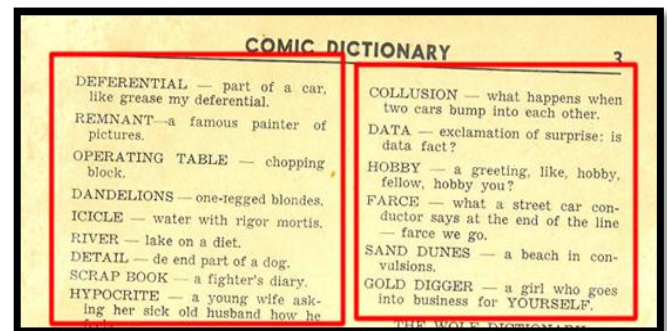 COMIC DICTIONARY
3
DEFERENTIAL — part of a car,
like grease my deferential.
REMNANT—a famous painter of
pictures.
OPERATING TABLE — chopping
block.
DANDELIONS — one-legged blondes.
ICICLE — water with rigor mortis.
RIVER — lake on a diet.
DETAIL — de end part of a dog.
SCRAP BOOK — a fighter's diary.
HYPOCRITE — a young wife ask-
ing her sick old husband how he
COLLUSION — what happens when
two cars bump into each other.
DATA — exclamation of surprise: is
data fact?
HOBBY — a greeting, like, hobby,
fellow, hobby you?
FARCE — what a street car con-
ductor says at the end of the line
— farce we go.
SAND DUNES — a beach in con-
vulsions.
GOLD DIGGER — a girl who goes
into business for YOURSELF.
THE WOLF DICTIONARY